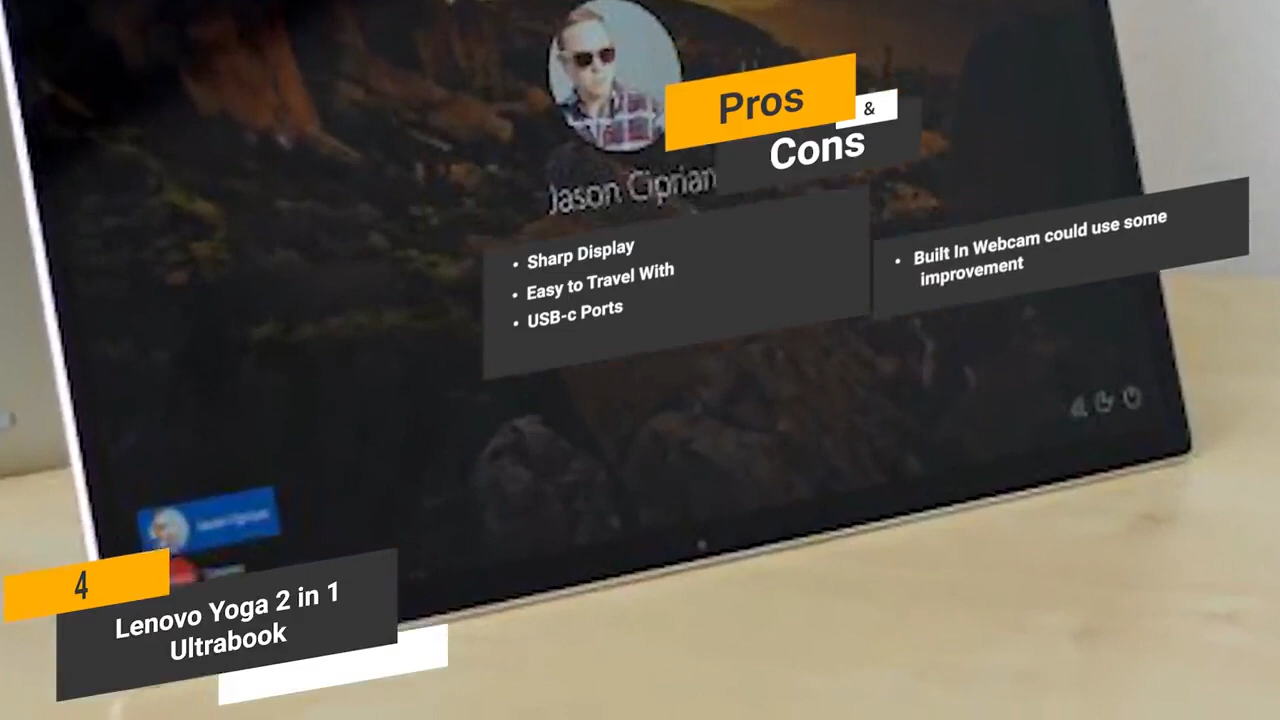 Pros
&
Cons
Jason Ciprian
• Sharp Display
• Easy to Travel With
• USB-c Ports
• Built In Webcam could use some
improvement
4
Lenovo Yoga 2 in 1
Ultrabook